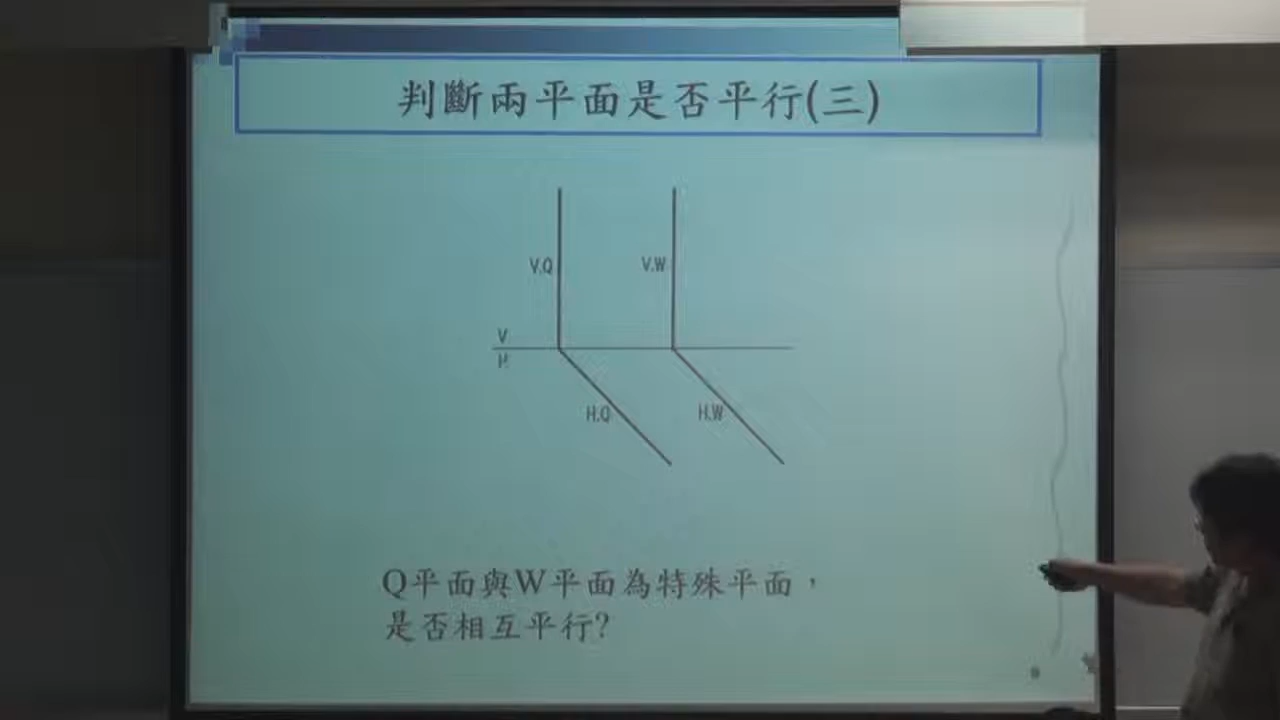 判斷兩平面是否平行(三)
V.Q
V.W
V
H
H.Q
H.W
Q平面與W平面為特殊平面，
是否相互平行?